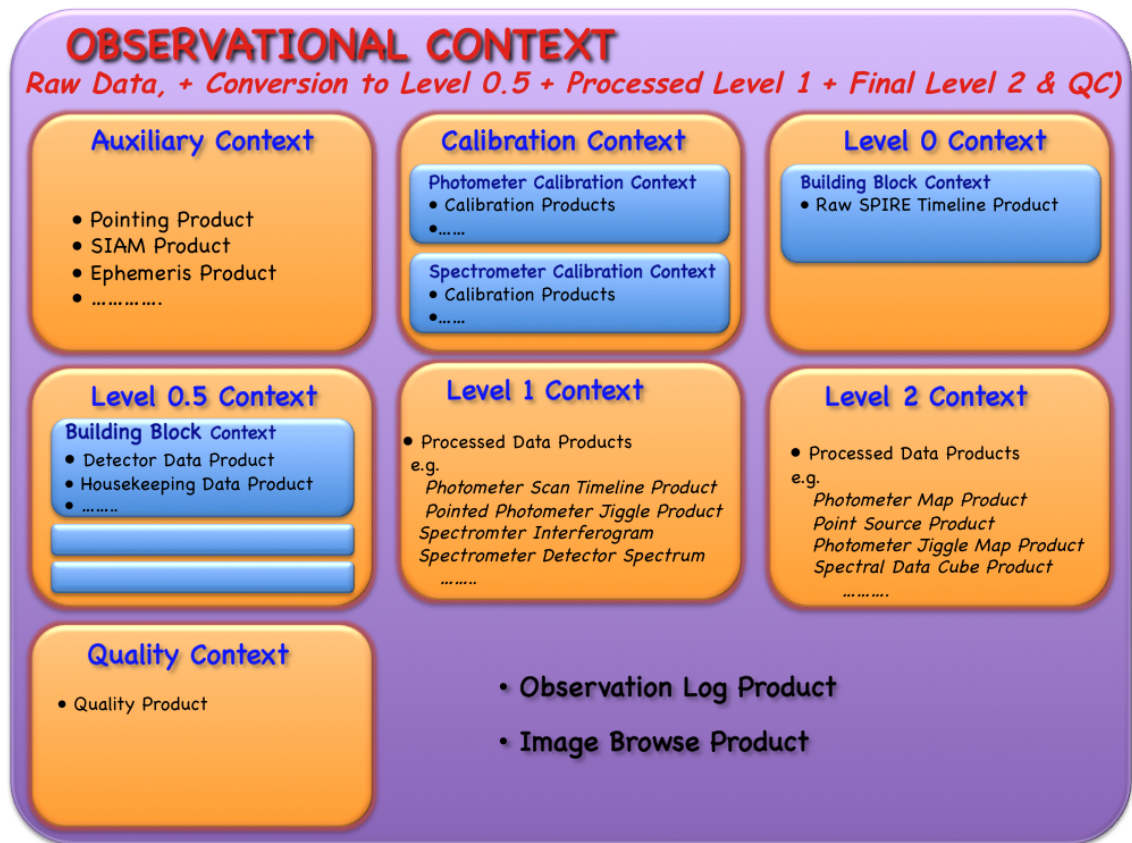 OBSERVATIONAL CONTEXT
Raw Data, + Conversion to Level 0.5 + Processed Level 1 + Final Level 2 & QC)
Auxiliary Context
• Pointing Product
• SIAM Product
• Ephemeris Product
• .............
Calibration Context
Photometer Calibration Context
• Calibration Products
•......
Spectrometer Calibration Context
• Calibration Products
•......
Level 0 Context
Building Block Context
• Raw SPIRE Timeline Product
Level 0.5 Context
Building Block Context
• Detector Data Product
• Housekeeping Data Product
• ........
Level 1 Context
• Processed Data Products
e.g.
Photometer Scan Timeline Product
Pointed Photometer Jiggle Product
Spectromter Interferogram
Spectrometer Detector Spectrum
........
Level 2 Context
• Processed Data Products
e.g.
Photometer Map Product
Point Source Product
Photometer Jiggle Map Product
Spectral Data Cube Product
..........
Quality Context
• Quality Product
• Observation Log Product
• Image Browse Product